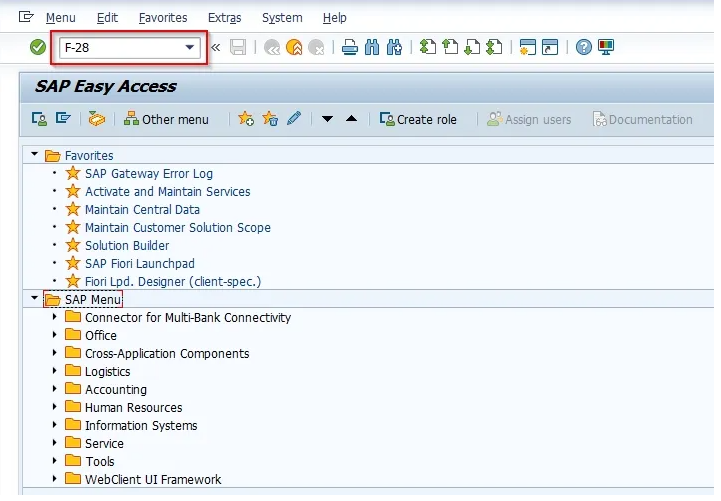 Menu Edit Favorites Extras System Help
F-28
SAP Easy Access
Other menu Create role Assign users Documentation
Favorites
SAP Gateway Error Log
Activate and Maintain Services
Maintain Central Data
Maintain Customer Solution Scope
Solution Builder
SAP Fiori Launchpad
Fiori Lpd. Designer (client-spec.)
SAP Menu
Connector for Multi-Bank Connectivity
Office
Cross-Application Components
Logistics
Accounting
Human Resources
Information Systems
Service
Tools
WebClient UI Framework